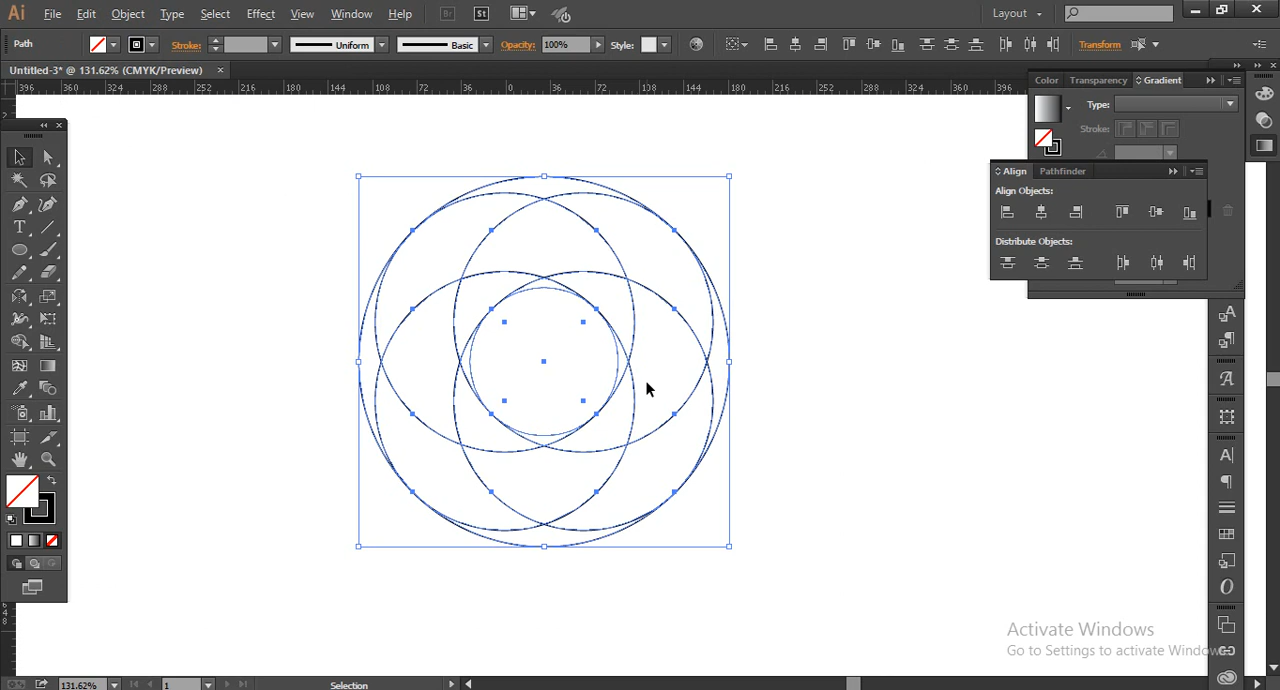 Ai File Edit Object Type Select Effect View Window Help Br St Layout
Path Stroke: Uniform Basic Opacity: 100% Style: Transform
Untitled-3* @ 131.62% (CMYK/Preview) ×
396 360 324 288 252 216 180 144 108 72 36 0 36 72 108 144 180 216 252 288 324 360 396
Color Transparency Gradient
Type:
Stroke:
Align Pathfinder
Align Objects:
Distribute Objects:
Activate Windows
Go to Settings to activate Windows.
131.62% 1 Selection